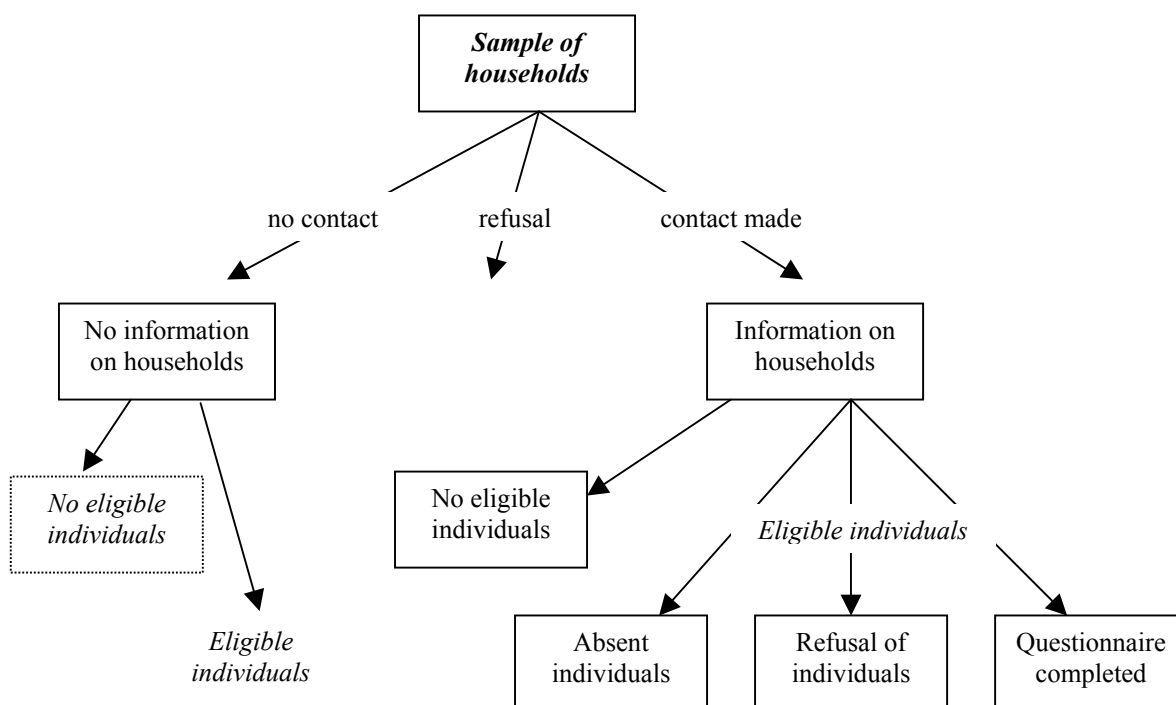 Sample of
households
no contact
refusal
contact made
No information
on households
Information on
households
No eligible
individuals
No eligible
individuals
Eligible individuals
Eligible
individuals
Absent
individuals
Refusal of
individuals
Questionnaire
completed